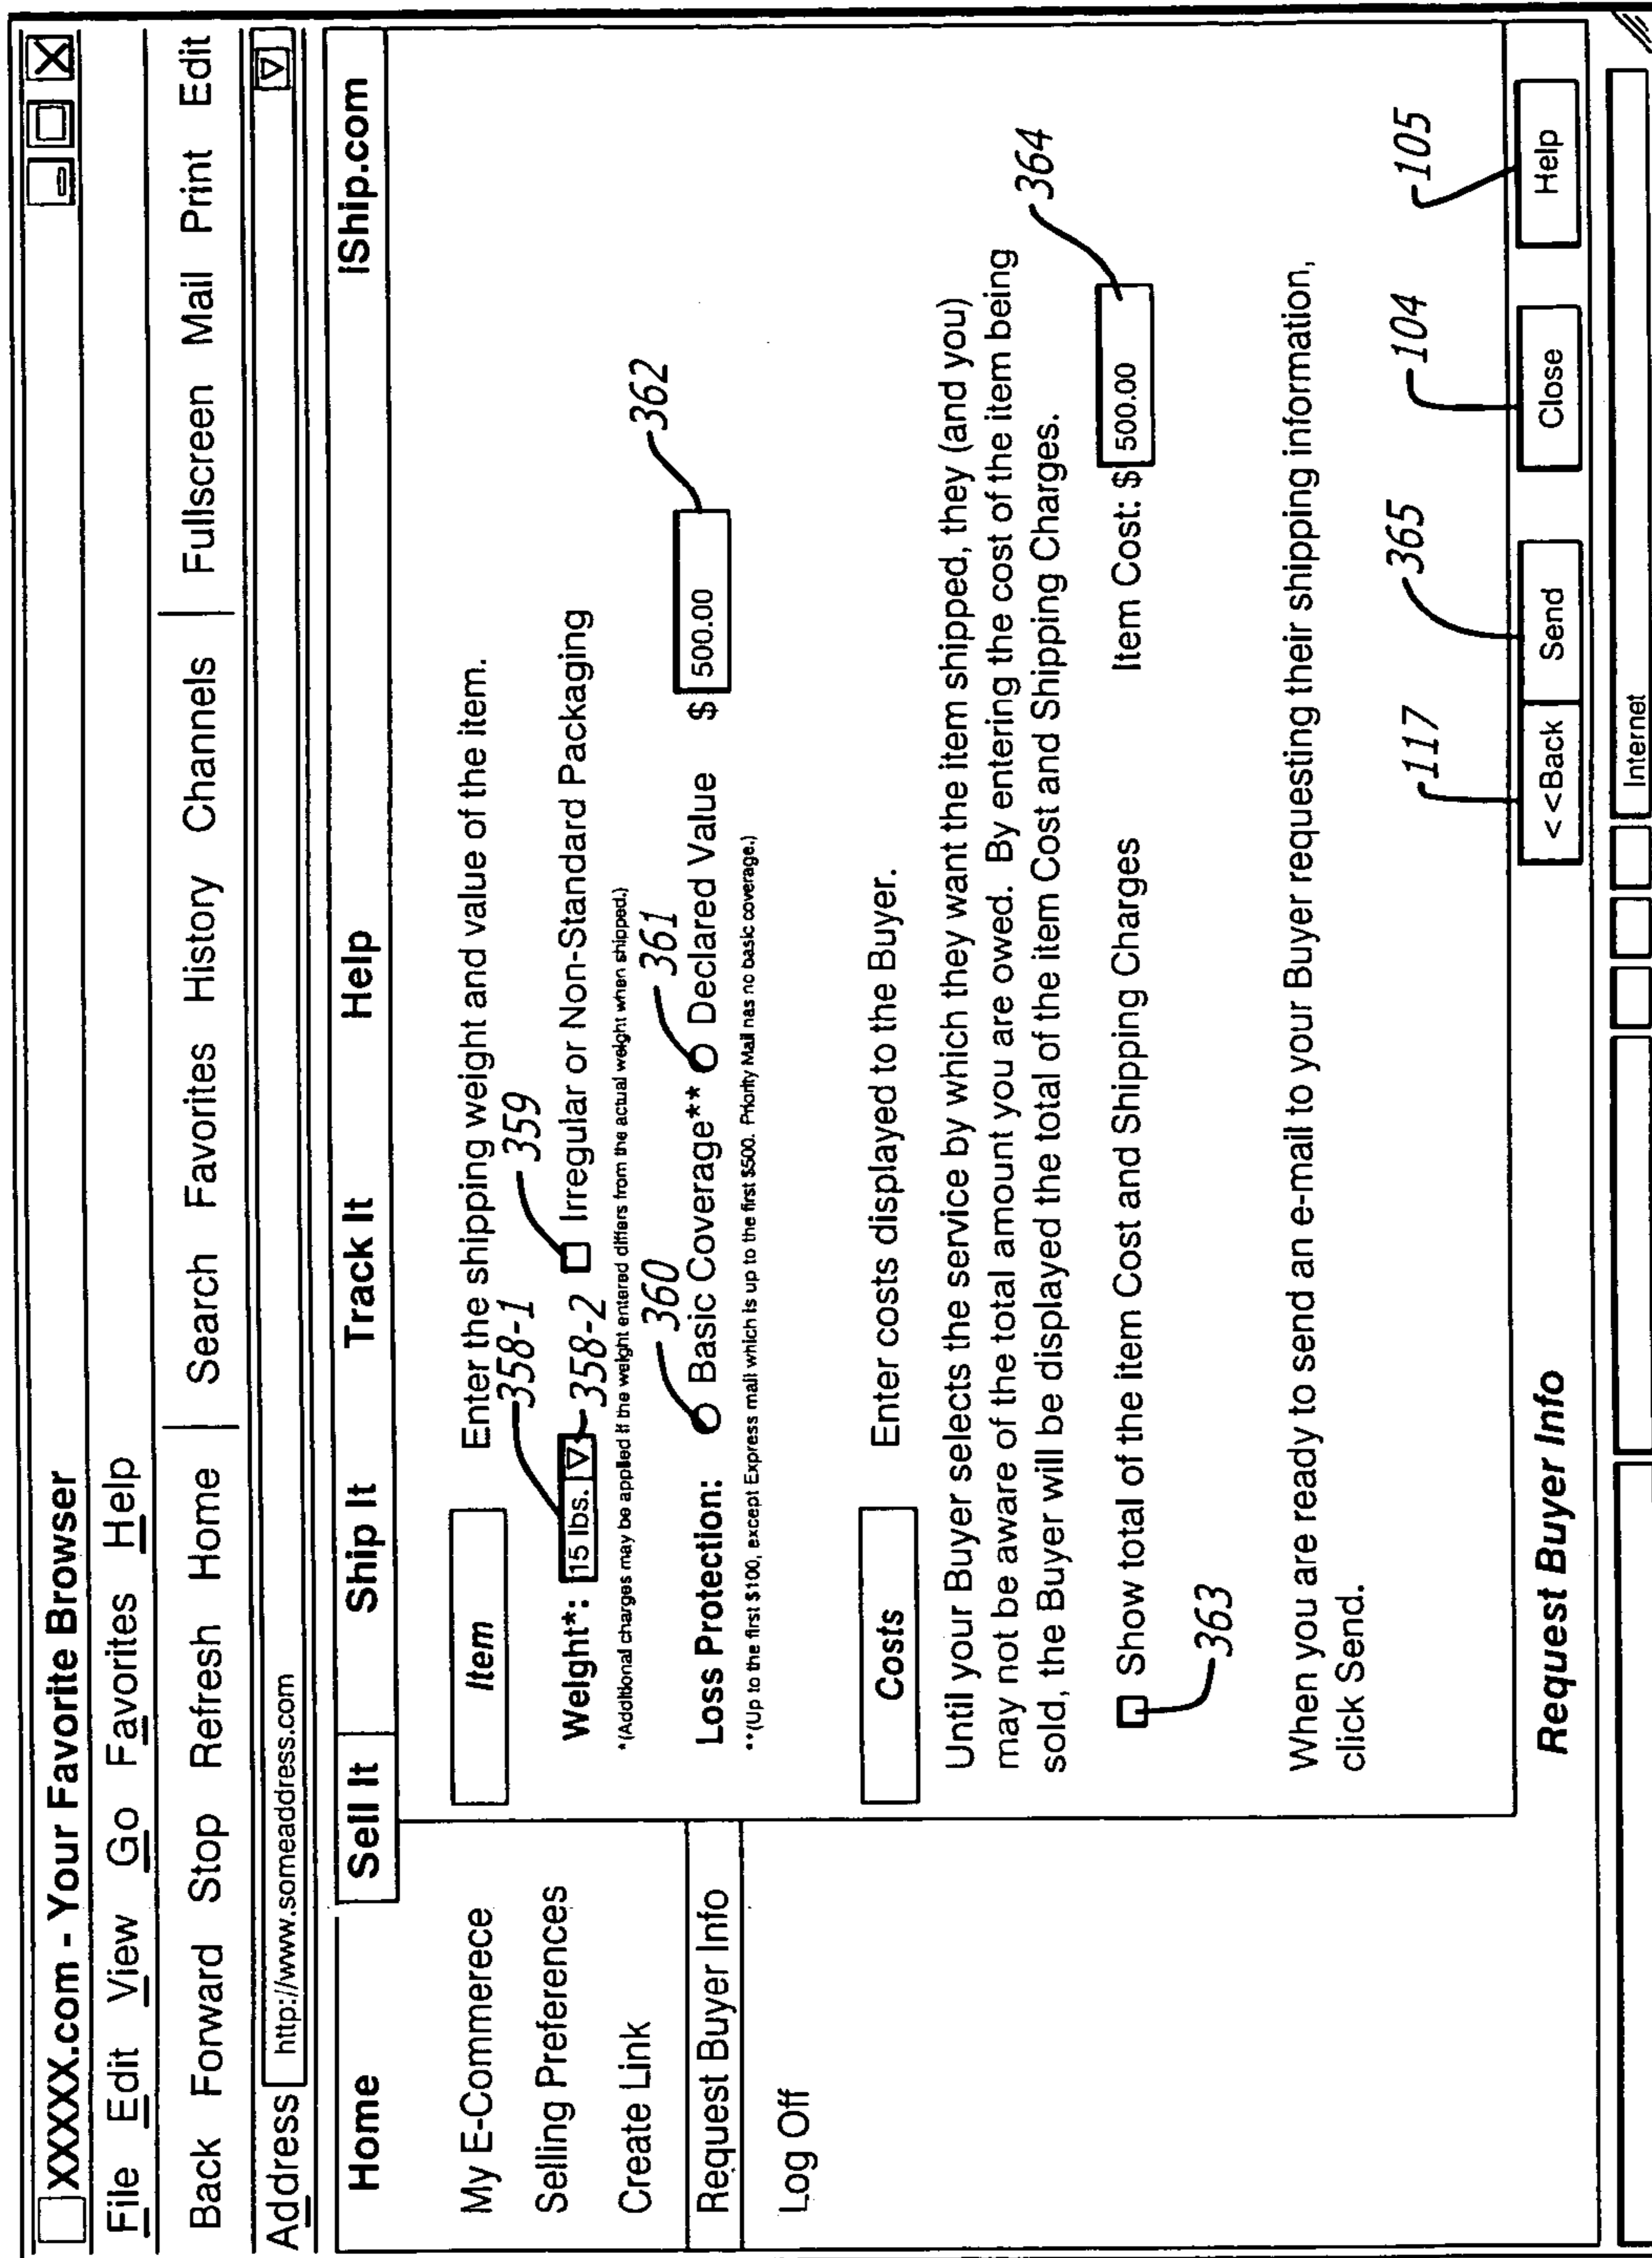 XXXXX.com - Your Favorite Browser
File Edit View Go Favorites Help
Back Forward Stop Refresh Home | Search Favorites History Channels | Fullscreen Mail Print Edit
Address http://www.someaddress.com
Home Sell It Ship It Track It Help iShip.com
My E-Commerece
Selling Preferences
Create Link
Request Buyer Info
Log Off
Item Enter the shipping weight and value of the item.
358-1 359
Weight*: 15 lbs. 358-2 Irregular or Non-Standard Packaging
*(Additional charges may be applied if the weight entered differs from the actual weight when shipped.)
360 361 362
Loss Protection: Basic Coverage** Declared Value $ 500.00
**(Up to the first $100, except Express mail which is up to the first $500. Priority Mail has no basic coverage.)
Costs Enter costs displayed to the Buyer.
Until your Buyer selects the service by which they want the item shipped, they (and you)
may not be aware of the total amount you are owed. By entering the cost of the item being
sold, the Buyer will be displayed the total of the item Cost and Shipping Charges.
364
Show total of the item Cost and Shipping Charges Item Cost: $ 500.00
363
When you are ready to send an e-mail to your Buyer requesting their shipping information,
click Send.
117 365 104 105
Request Buyer Info <<Back Send Close Help
Internet